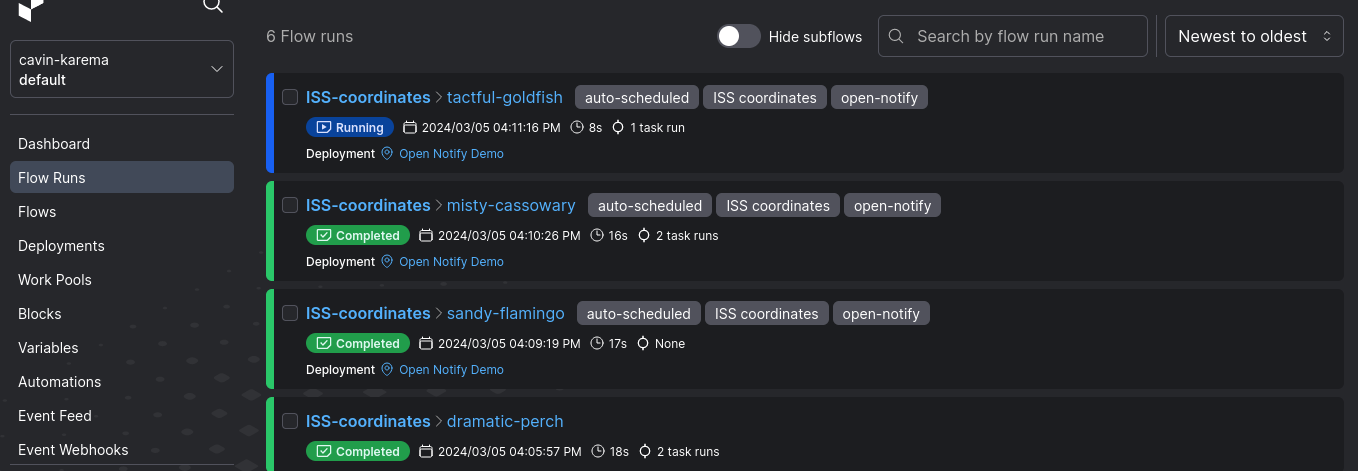 cavin-karema
default
Dashboard
Flow Runs
Flows
Deployments
Work Pools
Blocks
Variables
Automations
Event Feed
Event Webhooks
6 Flow runs
Hide subflows
Search by flow run name
Newest to oldest
ISS-coordinates > tactful-goldfish auto-scheduled ISS coordinates open-notify
Running 2024/03/05 04:11:16 PM 8s 1 task run
Deployment Open Notify Demo
ISS-coordinates > misty-cassowary auto-scheduled ISS coordinates open-notify
Completed 2024/03/05 04:10:26 PM 16s 2 task runs
Deployment Open Notify Demo
ISS-coordinates > sandy-flamingo auto-scheduled ISS coordinates open-notify
Completed 2024/03/05 04:09:19 PM 17s None
Deployment Open Notify Demo
ISS-coordinates > dramatic-perch
Completed 2024/03/05 04:05:57 PM 18s 2 task runs